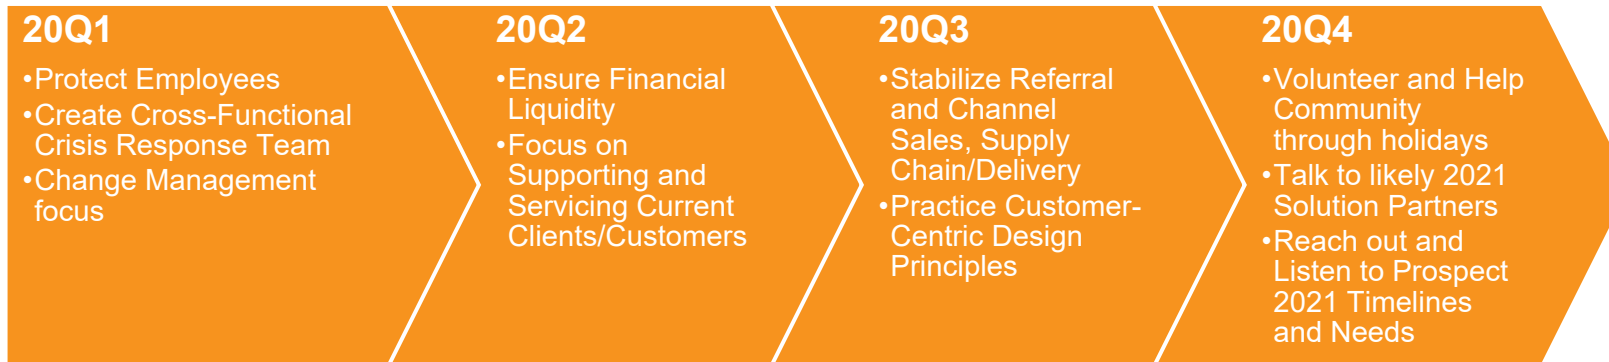 20Q1
•Protect Employees
•Create Cross-Functional
Crisis Response Team
•Change Management
focus
20Q2
•Ensure Financial
Liquidity
•Focus on
Supporting and
Servicing Current
Clients/Customers
20Q3
•Stabilize Referral
and Channel
Sales, Supply
Chain/Delivery
•Practice Customer-
Centric Design
Principles
20Q4
•Volunteer and Help
Community
through holidays
•Talk to likely 2021
Solution Partners
•Reach out and
Listen to Prospect
2021 Timelines
and Needs